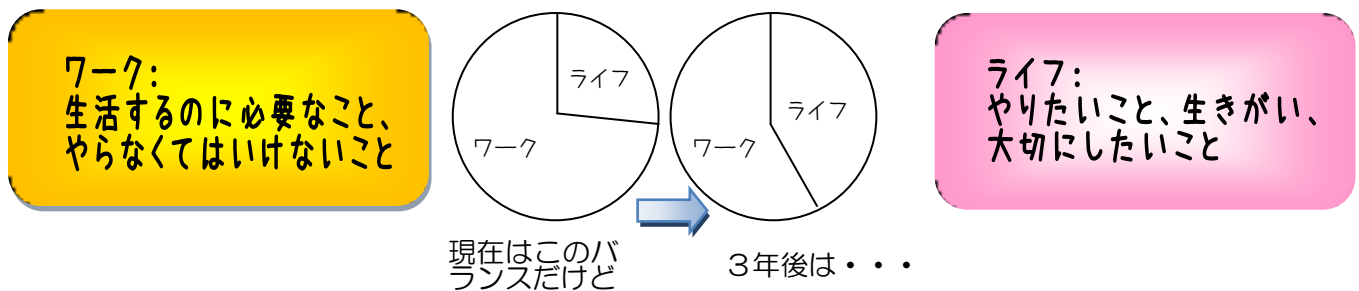 ワーク：
生活するのに必要なこと、
やらなくてはいけないこと
ライフ
ワーク
現在はこのバ
ランスだけど
ライフ
ワーク
３年後は・・・
ライフ：
やりたいこと、生きがい、
大切にしたいこと